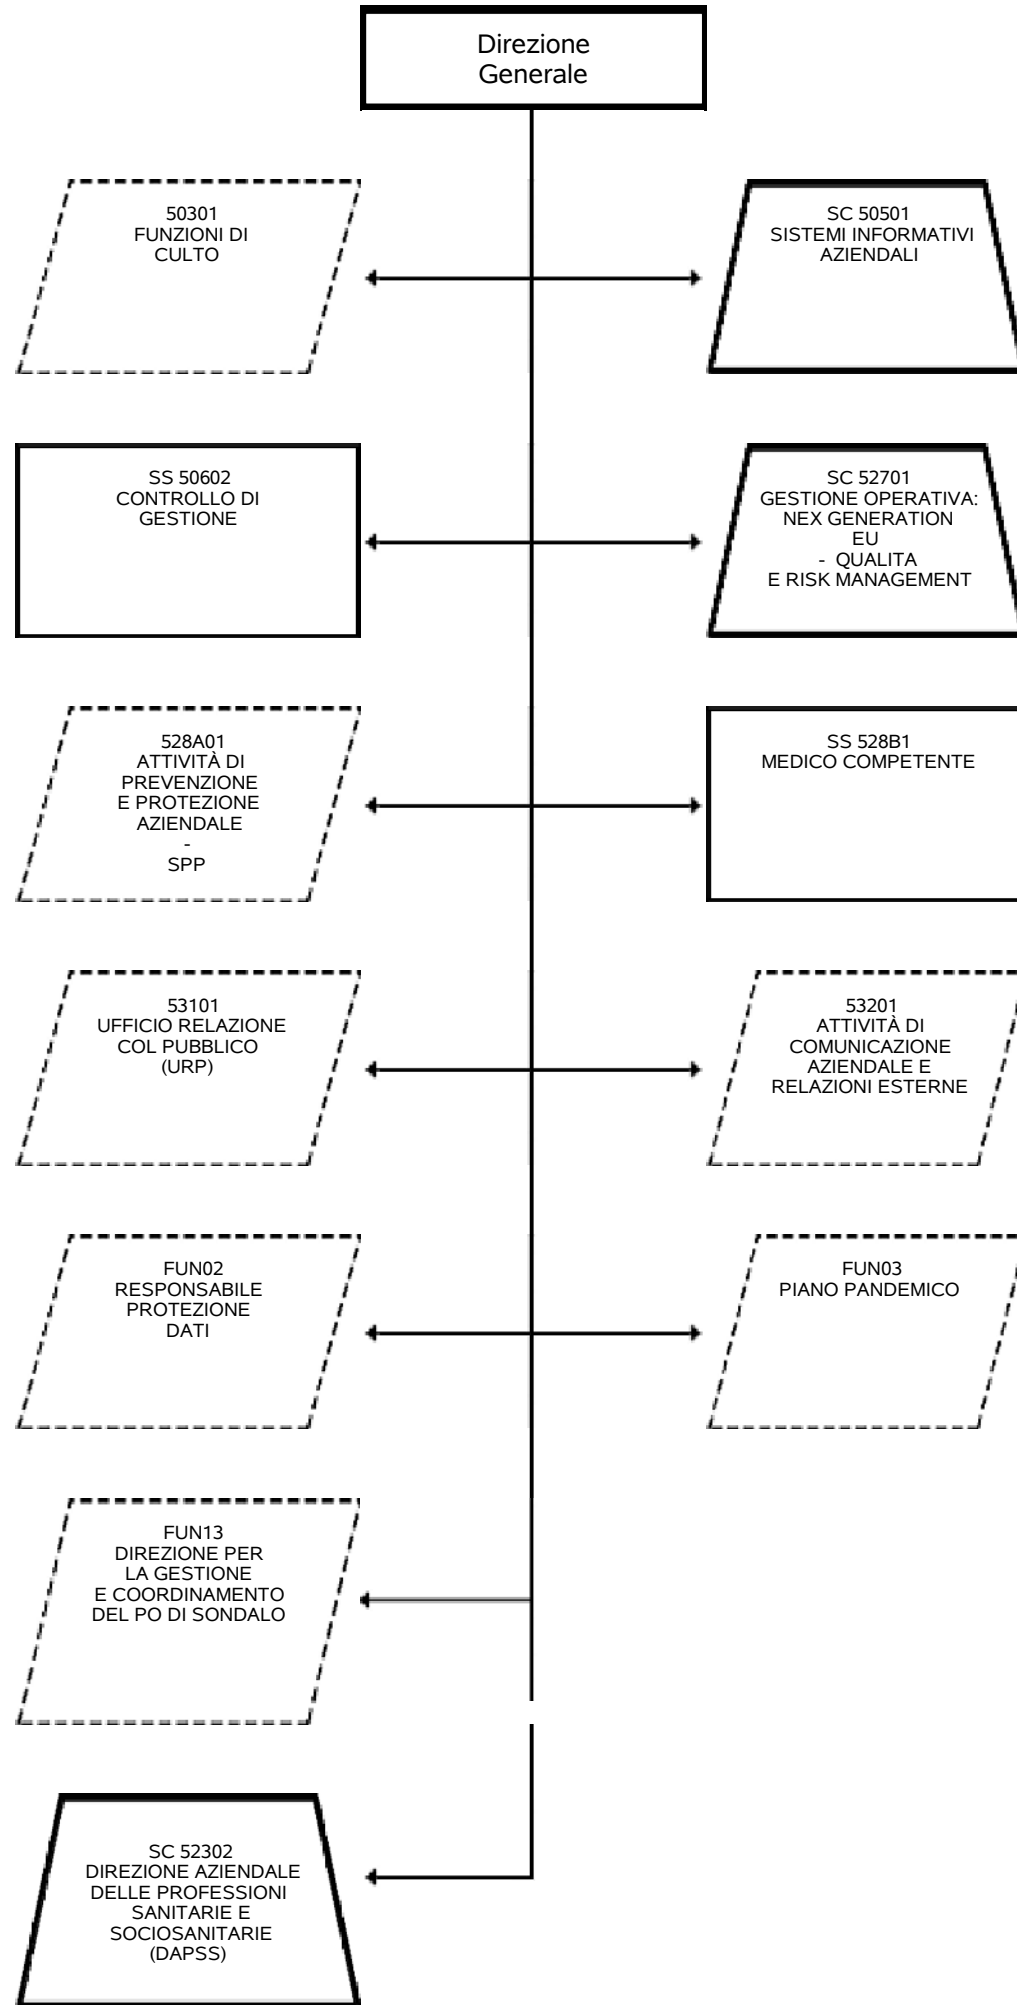 Direzione
Generale
50301
FUNZIONI DI
CULTO
SC 50501
SISTEMI INFORMATIVI
AZIENDALI
SS 50602
CONTROLLO DI
GESTIONE
SC 52701
GESTIONE OPERATIVA:
NEX GENERATION
EU
- QUALITA
E RISK MANAGEMENT
528A01
ATTIVITÀ DI
PREVENZIONE
E PROTEZIONE
AZIENDALE
-
SPP
SS 528B1
MEDICO COMPETENTE
53101
UFFICIO RELAZIONE
COL PUBBLICO
(URP)
53201
ATTIVITÀ DI
COMUNICAZIONE
AZIENDALE E
RELAZIONI ESTERNE
FUN02
RESPONSABILE
PROTEZIONE
DATI
FUN03
PIANO PANDEMICO
FUN13
DIREZIONE PER
LA GESTIONE
E COORDINAMENTO
DEL PO DI SONDALO
SC 52302
DIREZIONE AZIENDALE
DELLE PROFESSIONI
SANITARIE E
SOCIOSANITARIE
(DAPSS)